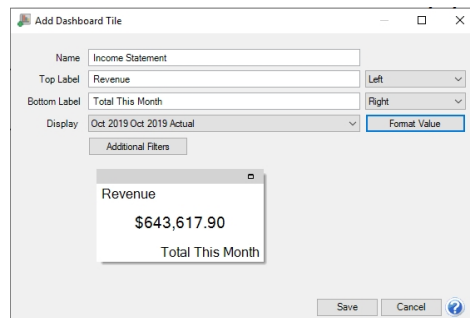 Add Dashboard Tile
Name Income Statement
Top Label Revenue Left
Bottom Label Total This Month Right
Display Oct 2019 Oct 2019 Actual Format Value
Additional Filters
Revenue
$643,617.90
Total This Month
Save Cancel ?